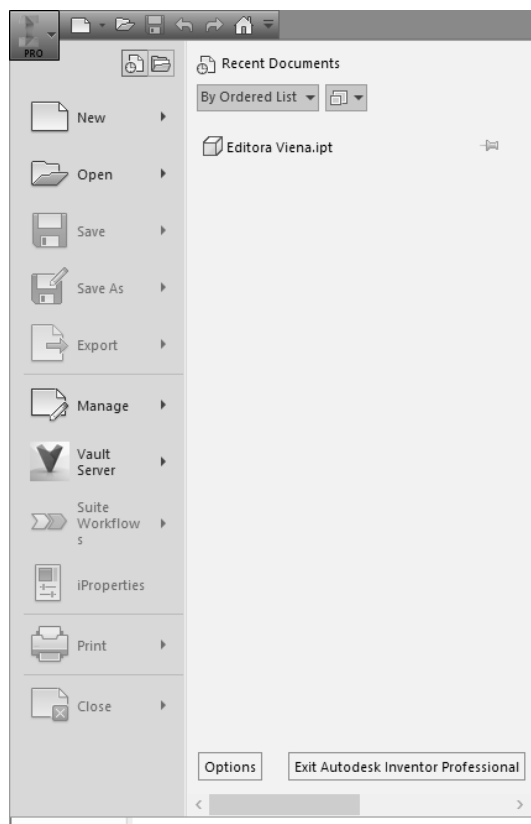 PRO
Recent Documents
By Ordered List
New
Editora Viena.ipt
Open
Save
Save As
Export
Manage
Vault
Server
Suite
Workflow
s
iProperties
Print
Close
Options
Exit Autodesk Inventor Professional